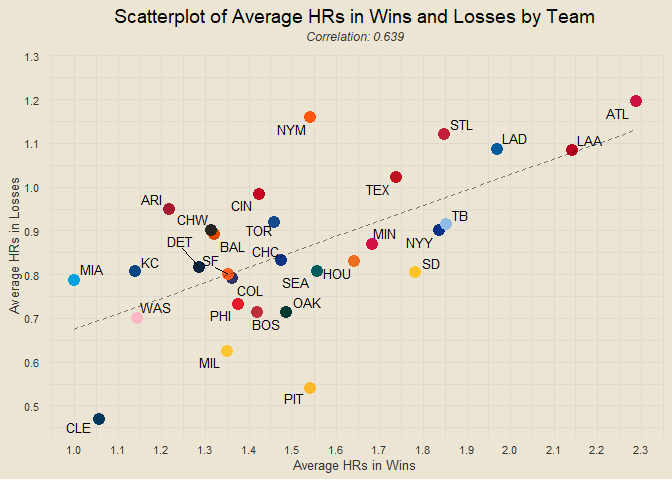 Scatterplot of Average HRs in Wins and Losses by Team
Correlation: 0.639
Average HRs in Losses
1.3
1.2
1.1
1.0
0.9
0.8
0.7
0.6
0.5
ATL
STL
NYM
LAD
LAA
TEX
ARI
CIN
CHW
TOR
TB
DET
BAL
MIN
NYY
CHC
MIA
KC
SF
HOU
SD
SEA
COL
WAS
PHI
OAK
BOS
MIL
PIT
CLE
1.0 1.1 1.2 1.3 1.4 1.5 1.6 1.7 1.8 1.9 2.0 2.1 2.2 2.3
Average HRs in Wins